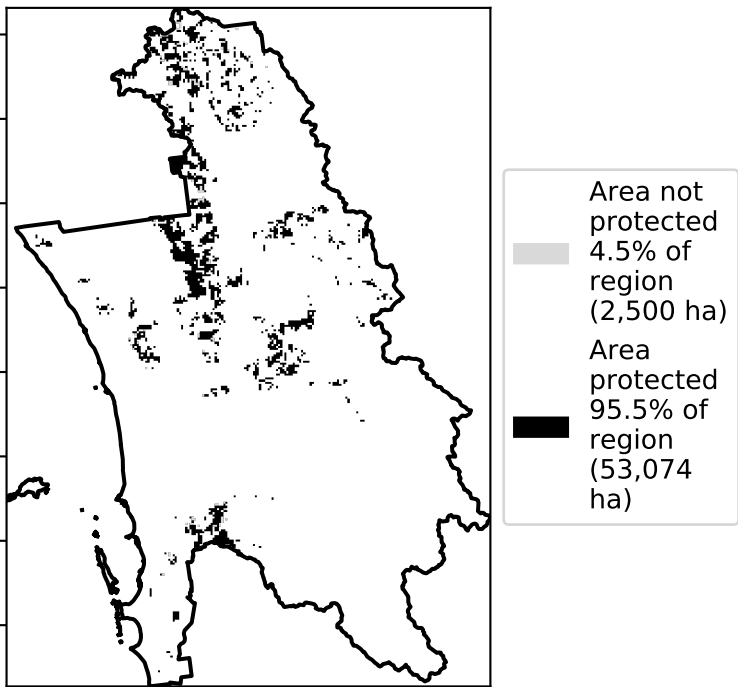 Area not
protected
4.5% of
region
(2,500 ha)
Area
protected
95.5% of
region
(53,074
ha)